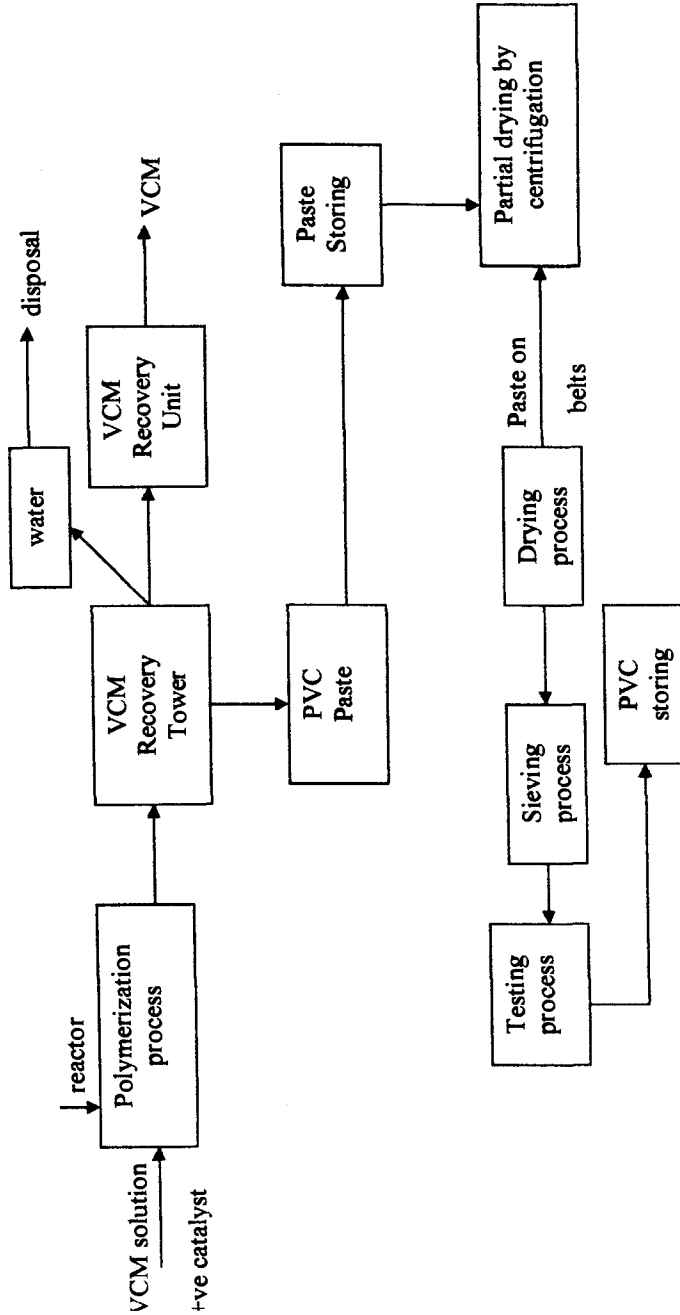 VCM solution
+ve catalyst
reactor
Polymerization
process
VCM
Recovery
Tower
water
disposal
VCM
Recovery
Unit
VCM
PVC
Paste
Paste
Storing
Partial drying by
centrifugation
Paste on
belts
Drying
process
Sieving
process
Testing
process
PVC
storing